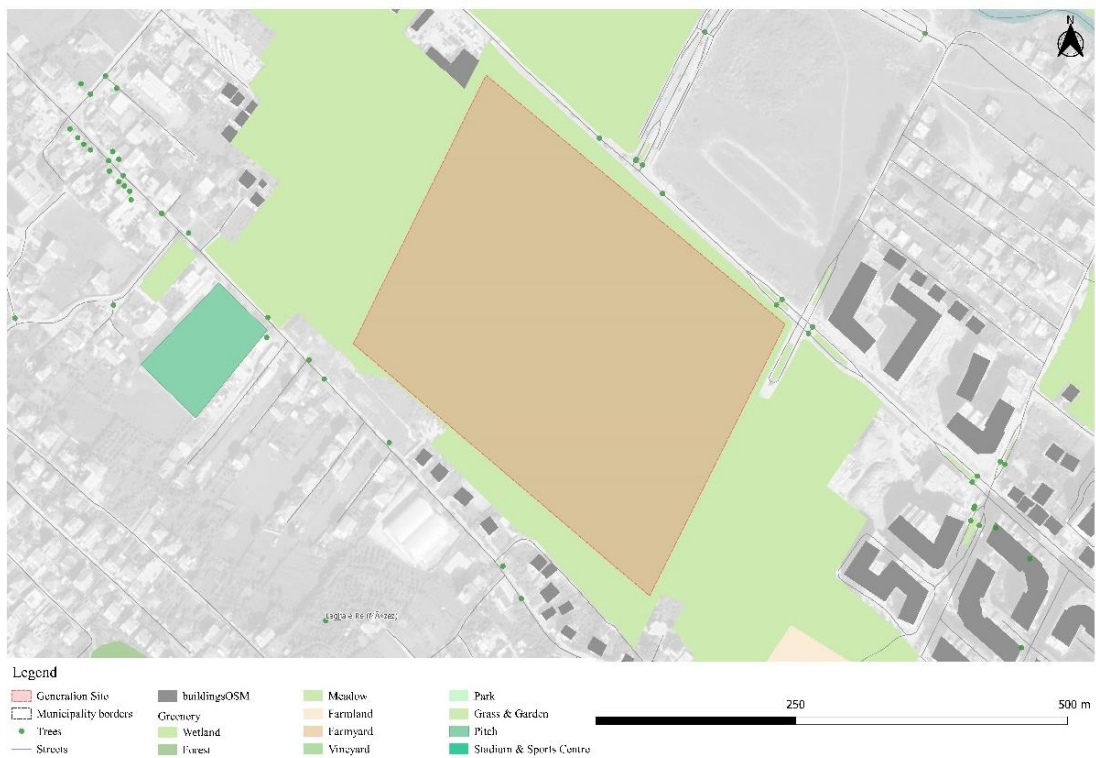 N
Legend
Generation Site
Municipality borders
Trees
Streets
buildingsOSM
Greenery
Wetland
Forest
Meadow
Farmland
Farmyard
Vineyard
Park
Grass & Garden
Pitch
Stadium & Sports Centre
250
500 m